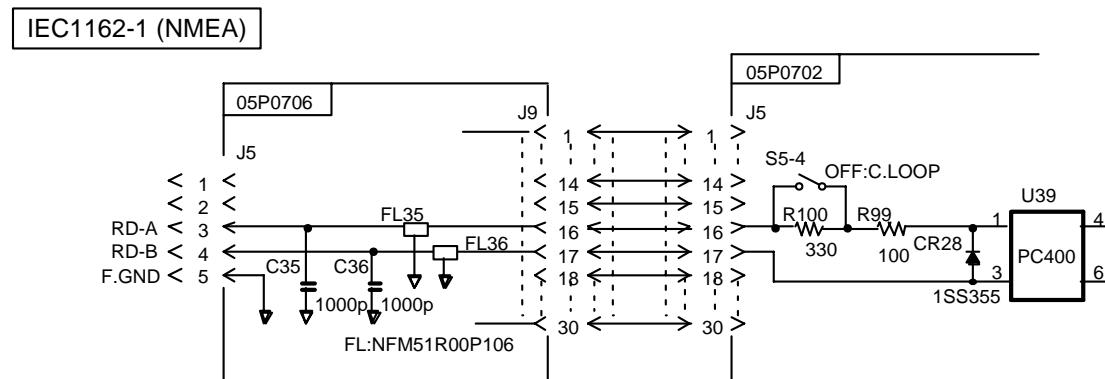 IEC1162-1 (NMEA)
05P0706
05P0702
J9
J5
J5
1
1
S5-4
OFF:C.LOOP
1
14
14
U39
2
15
15
RD-A
3
FL35
16
16
R100
R99
1
4
RD-B
4
FL36
17
17
330
100
CR28
PC400
F.GND
5
C35
C36
18
18
3
6
1000p
1000p
1SS355
30
30
FL:NFM51R00P106